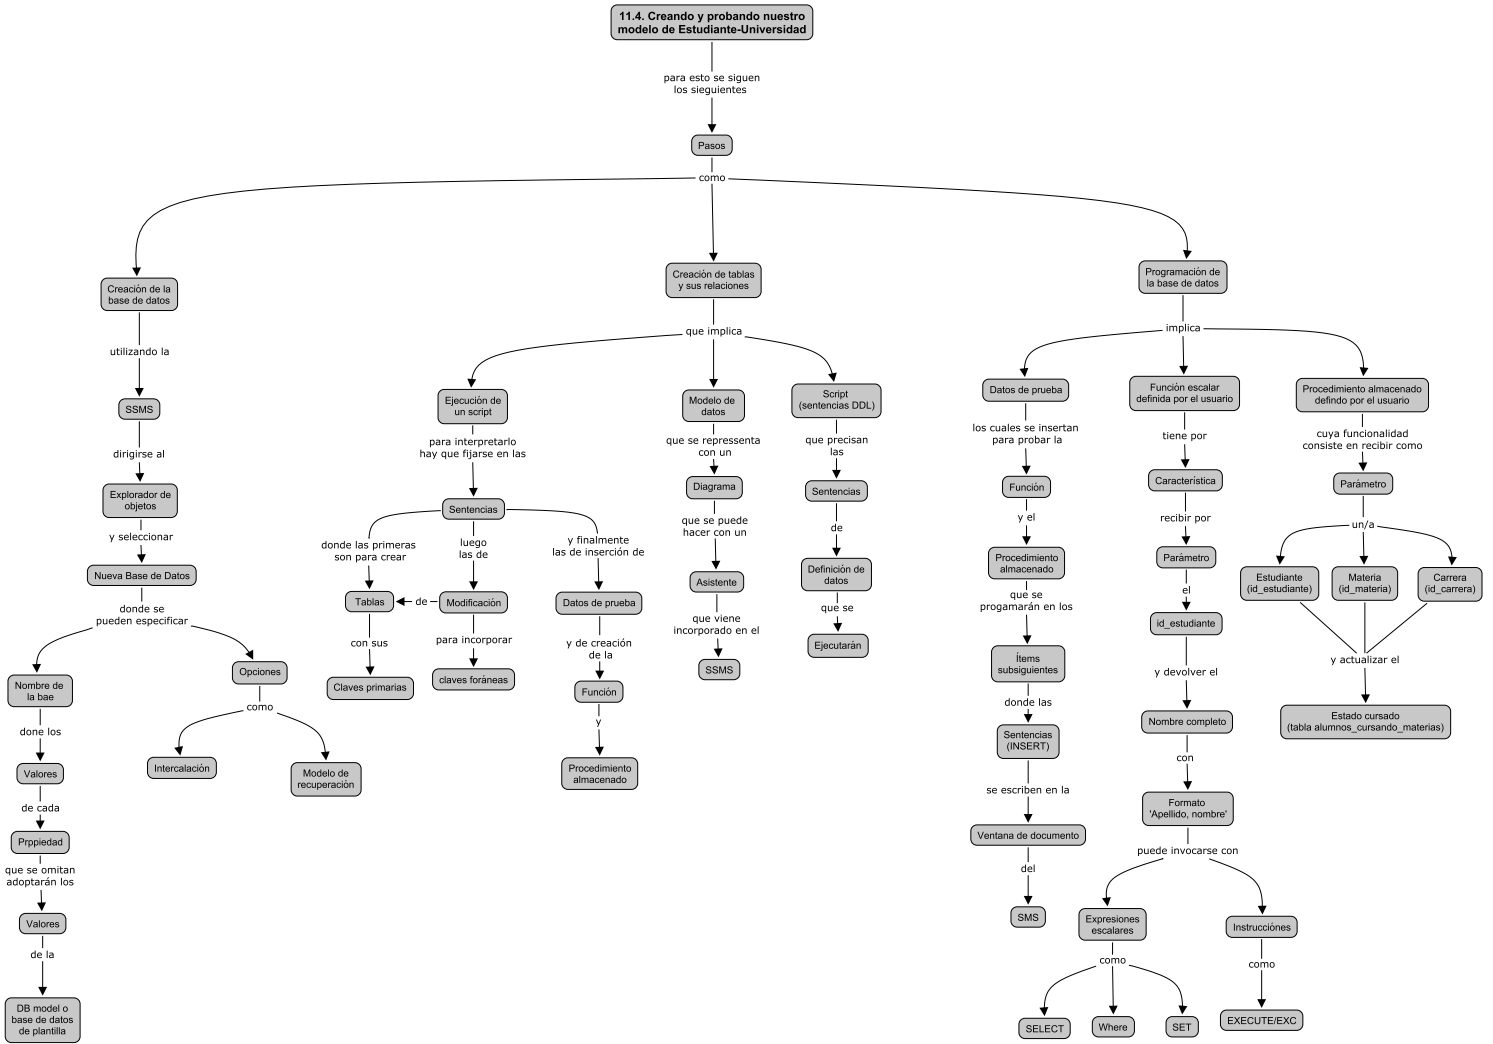 11.4. Creando y probando nuestro
modelo de Estudiante-Universidad
para esto se siguen
los sieguientes
Pasos
como
Creación de la
base de datos
utilizando la
SSMS
dirigirse al
Explorador de
objetos
y seleccionar
Nueva Base de Datos
donde se
pueden especificar
Nombre de
la bae
done los
Valores
de cada
Prppiedad
que se omitan
adoptarán los
Valores
de la
DB model o
base de datos
de plantilla
Opciones
como
Intercalación
Modelo de
recuperación
Creación de tablas
y sus relaciones
que implica
Ejecución de
un script
para interpretarlo
hay que fijarse en las
Sentencias
donde las primeras
son para crear
Tablas
con sus
Claves primarias
luego
las de
Modificación
de
para incorporar
claves foráneas
y finalmente
las de inserción de
Datos de prueba
y de creación
de la
Función
y
Procedimiento
almacenado
Modelo de
datos
que se repressenta
con un
Diagrama
que se puede
hacer con un
Asistente
que viene
incorporado en el
SSMS
Script
(sentencias DDL)
que precisan
las
Sentencias
de
Definición de
datos
que se
Ejecutarán
Programación de
la base de datos
implica
Datos de prueba
los cuales se insertan
para probar la
Función
y el
Procedimiento
almacenado
que se
progamarán en los
Ítems
subsiguientes
donde las
Sentencias
(INSERT)
se escriben en la
Ventana de documento
del
SMS
Función escalar
definida por el usuario
tiene por
Característica
recibir por
Parámetro
el
id_estudiante
y devolver el
Nombre completo
con
Formato
'Apellido, nombre'
puede invocarse con
Expresiones
escalares
como
SELECT
Where
SET
Instrucciónes
como
EXECUTE/EXC
Procedimiento almacenado
defindo por el usuario
cuya funcionalidad
consiste en recibir como
Parámetro
un/a
Estudiante
(id_estudiante)
Materia
(id_materia)
Carrera
(id_carrera)
y actualizar el
Estado cursado
(tabla alumnos_cursando_materias)